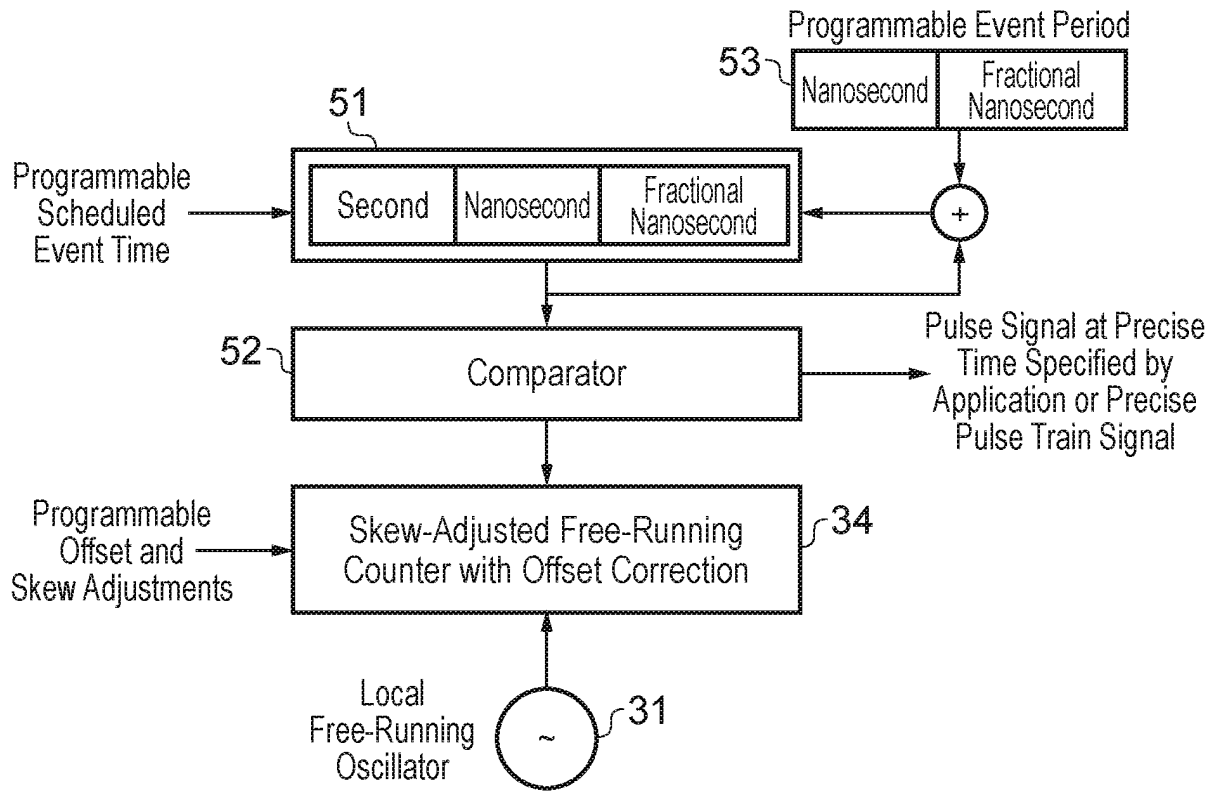 Programmable Event Period
53
Nanosecond
Fractional
Nanosecond
51
Programmable
Scheduled
Event Time
Second
Nanosecond
Fractional
Nanosecond
+
52
Comparator
Pulse Signal at Precise
Time Specified by
Application or Precise
Pulse Train Signal
Programmable
Offset and
Skew Adjustments
Skew-Adjusted Free-Running
Counter with Offset Correction
34
Local
Free-Running
Oscillator
~
31